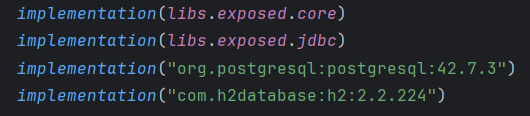 implementation(libs.exposed.core)
implementation(libs.exposed.jdbc)
implementation("org.postgresql:postgresql:42.7.3")
implementation("com.h2database:h2:2.2.224")